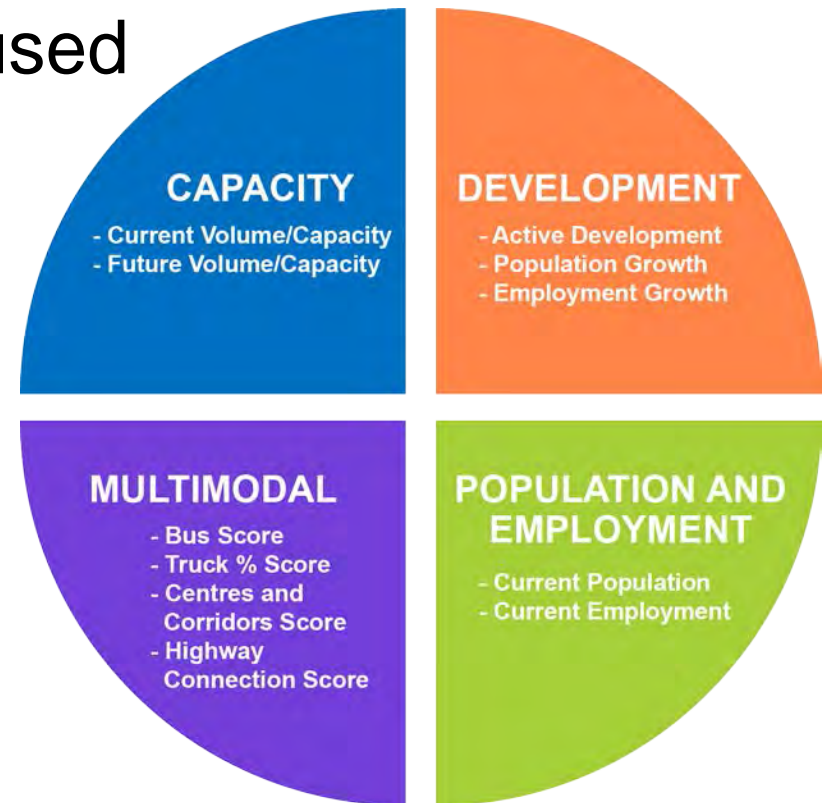 used
CAPACITY
- Current Volume/Capacity
- Future Volume/Capacity
DEVELOPMENT
- Active Development
- Population Growth
- Employment Growth
MULTIMODAL
- Bus Score
- Truck % Score
- Centres and
Corridors Score
- Highway
Connection Score
POPULATION AND
EMPLOYMENT
- Current Population
- Current Employment